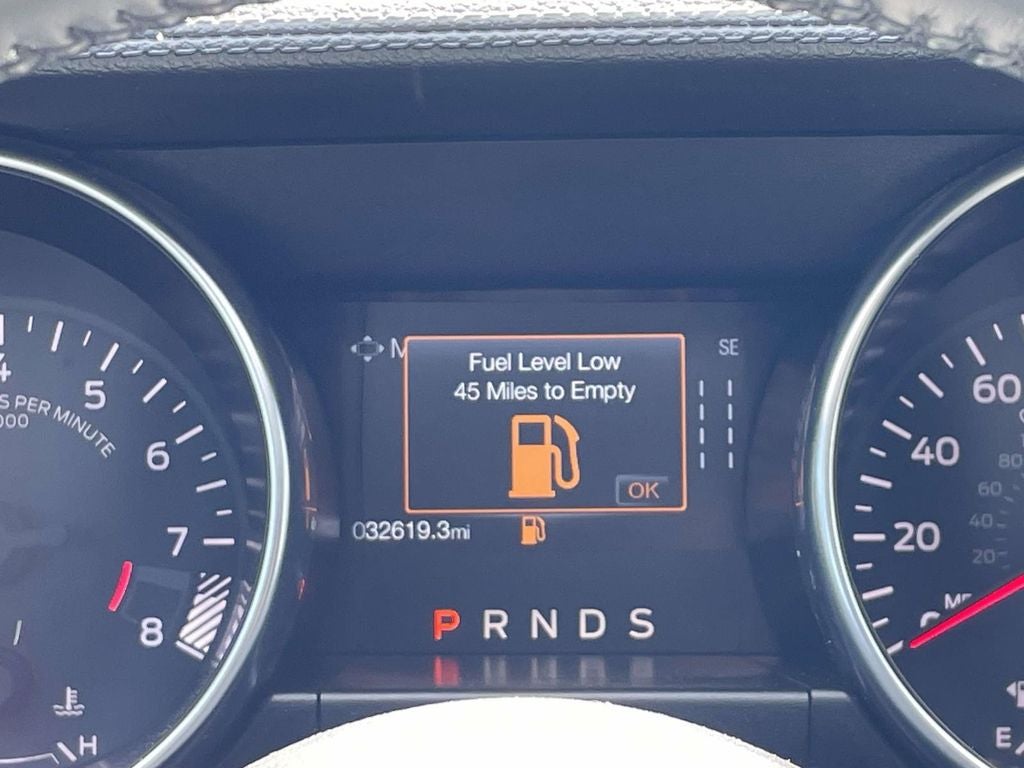 4
5
S PER MINUTE
000
6
7
8
H
M
SE
Fuel Level Low
45 Miles to Empty
OK
032619.3mi
P R N D S
60
40
20
80
60
40
20
E